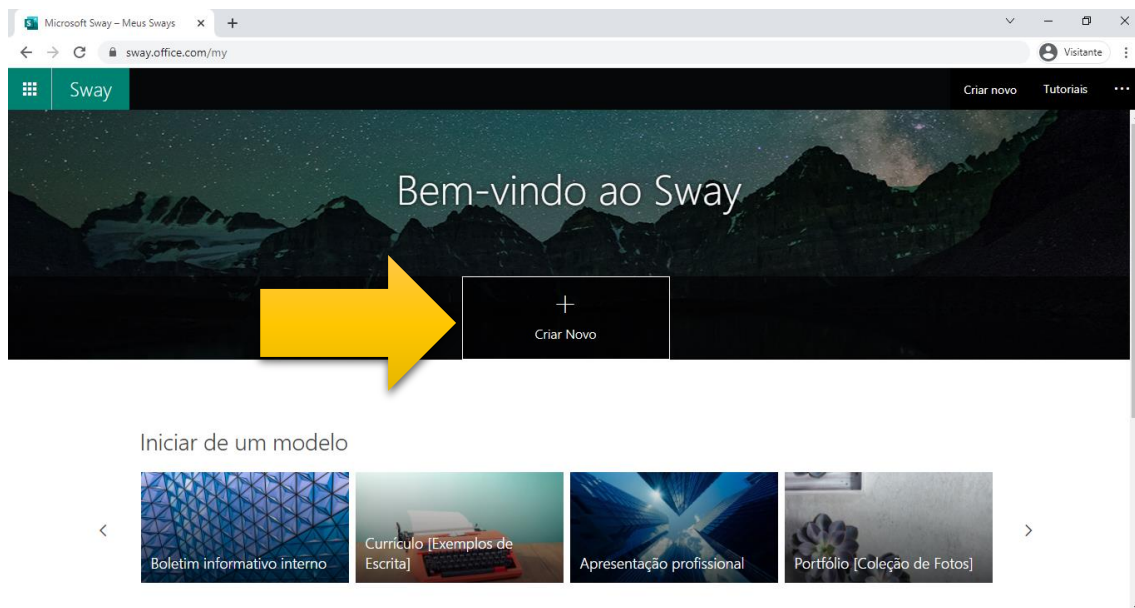 Microsoft Sway – Meus Sways
sway.office.com/my
Visitante
Sway
Criar novo
Tutoriais
Bem-vindo ao Sway
Criar Novo
Iniciar de um modelo
Boletim informativo interno
Currículo [Exemplos de
Escrita]
Apresentação profissional
Portfólio [Coleção de Fotos]